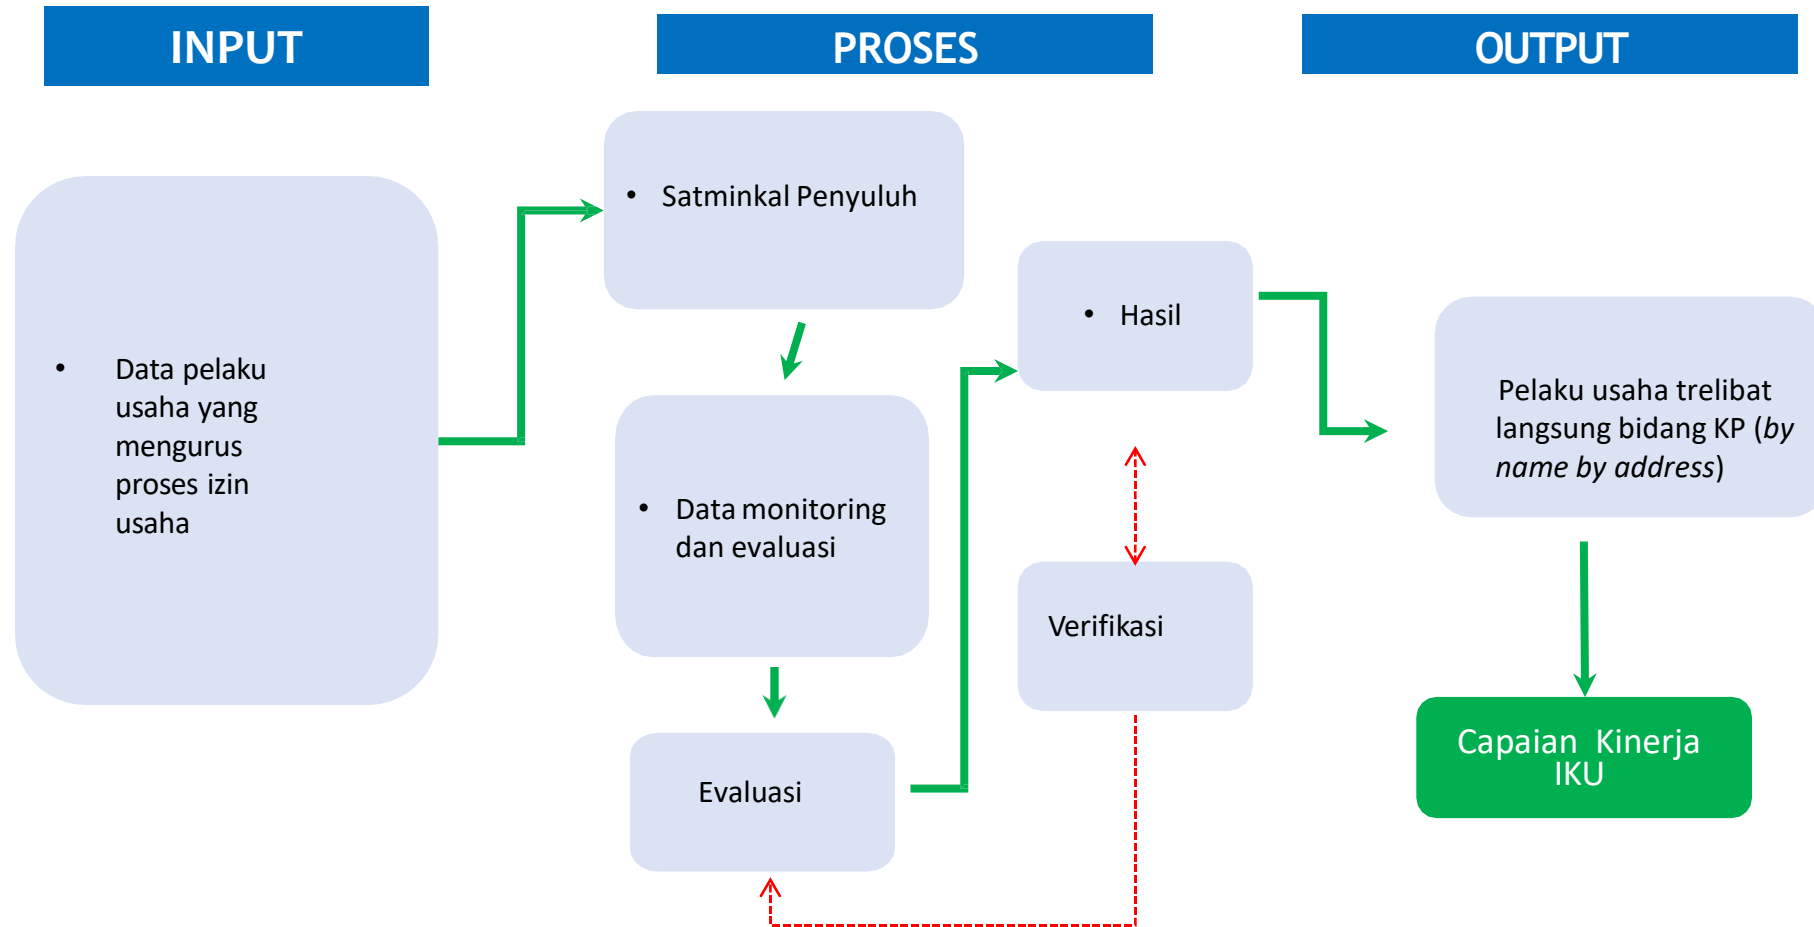 INPUT
PROSES
OUTPUT
• Data pelaku
usaha yang
mengurus
proses izin
usaha
• Satminkal Penyuluh
• Data monitoring
dan evaluasi
Evaluasi
• Hasil
Verifikasi
Pelaku usaha trelibat
langsung bidang KP (by
name by address)
Capaian Kinerja
IKU